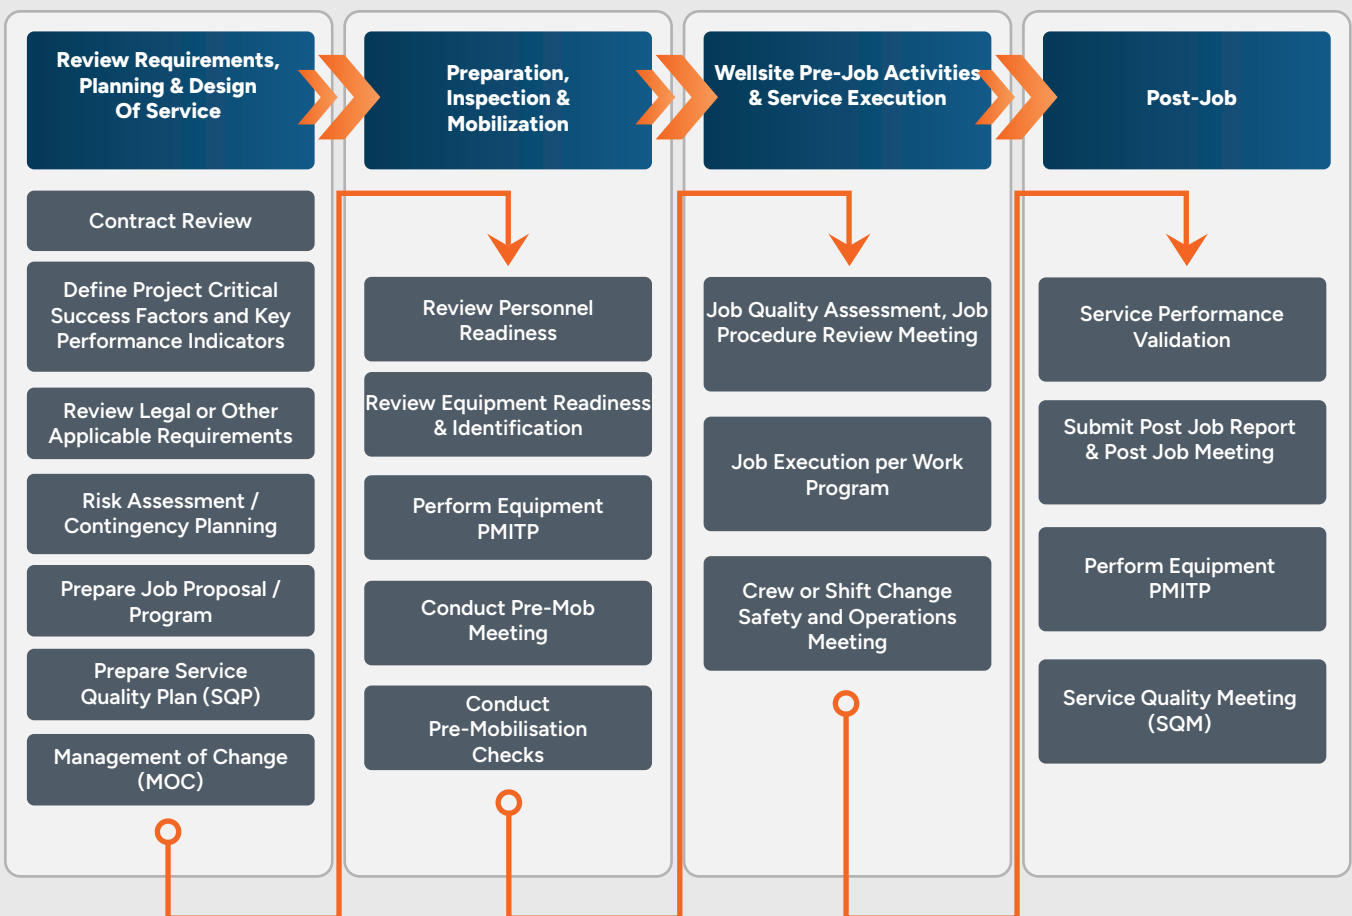 Review Requirements,
Planning & Design
Of Service
Contract Review
Define Project Critical
Success Factors and Key
Performance Indicators
Review Legal or Other
Applicable Requirements
Risk Assessment /
Contingency Planning
Prepare Job Proposal /
Program
Prepare Service
Quality Plan (SQP)
Management of Change
(MOC)
Preparation,
Inspection &
Mobilization
Review Personnel
Readiness
Review Equipment Readiness
& Identification
Perform Equipment
PMITP
Conduct Pre-Mob
Meeting
Conduct
Pre-Mobilisation
Checks
Wellsite Pre-Job Activities
& Service Execution
Job Quality Assessment, Job
Procedure Review Meeting
Job Execution per Work
Program
Crew or Shift Change
Safety and Operations
Meeting
Post-Job
Service Performance
Validation
Submit Post Job Report
& Post Job Meeting
Perform Equipment
PMITP
Service Quality Meeting
(SQM)